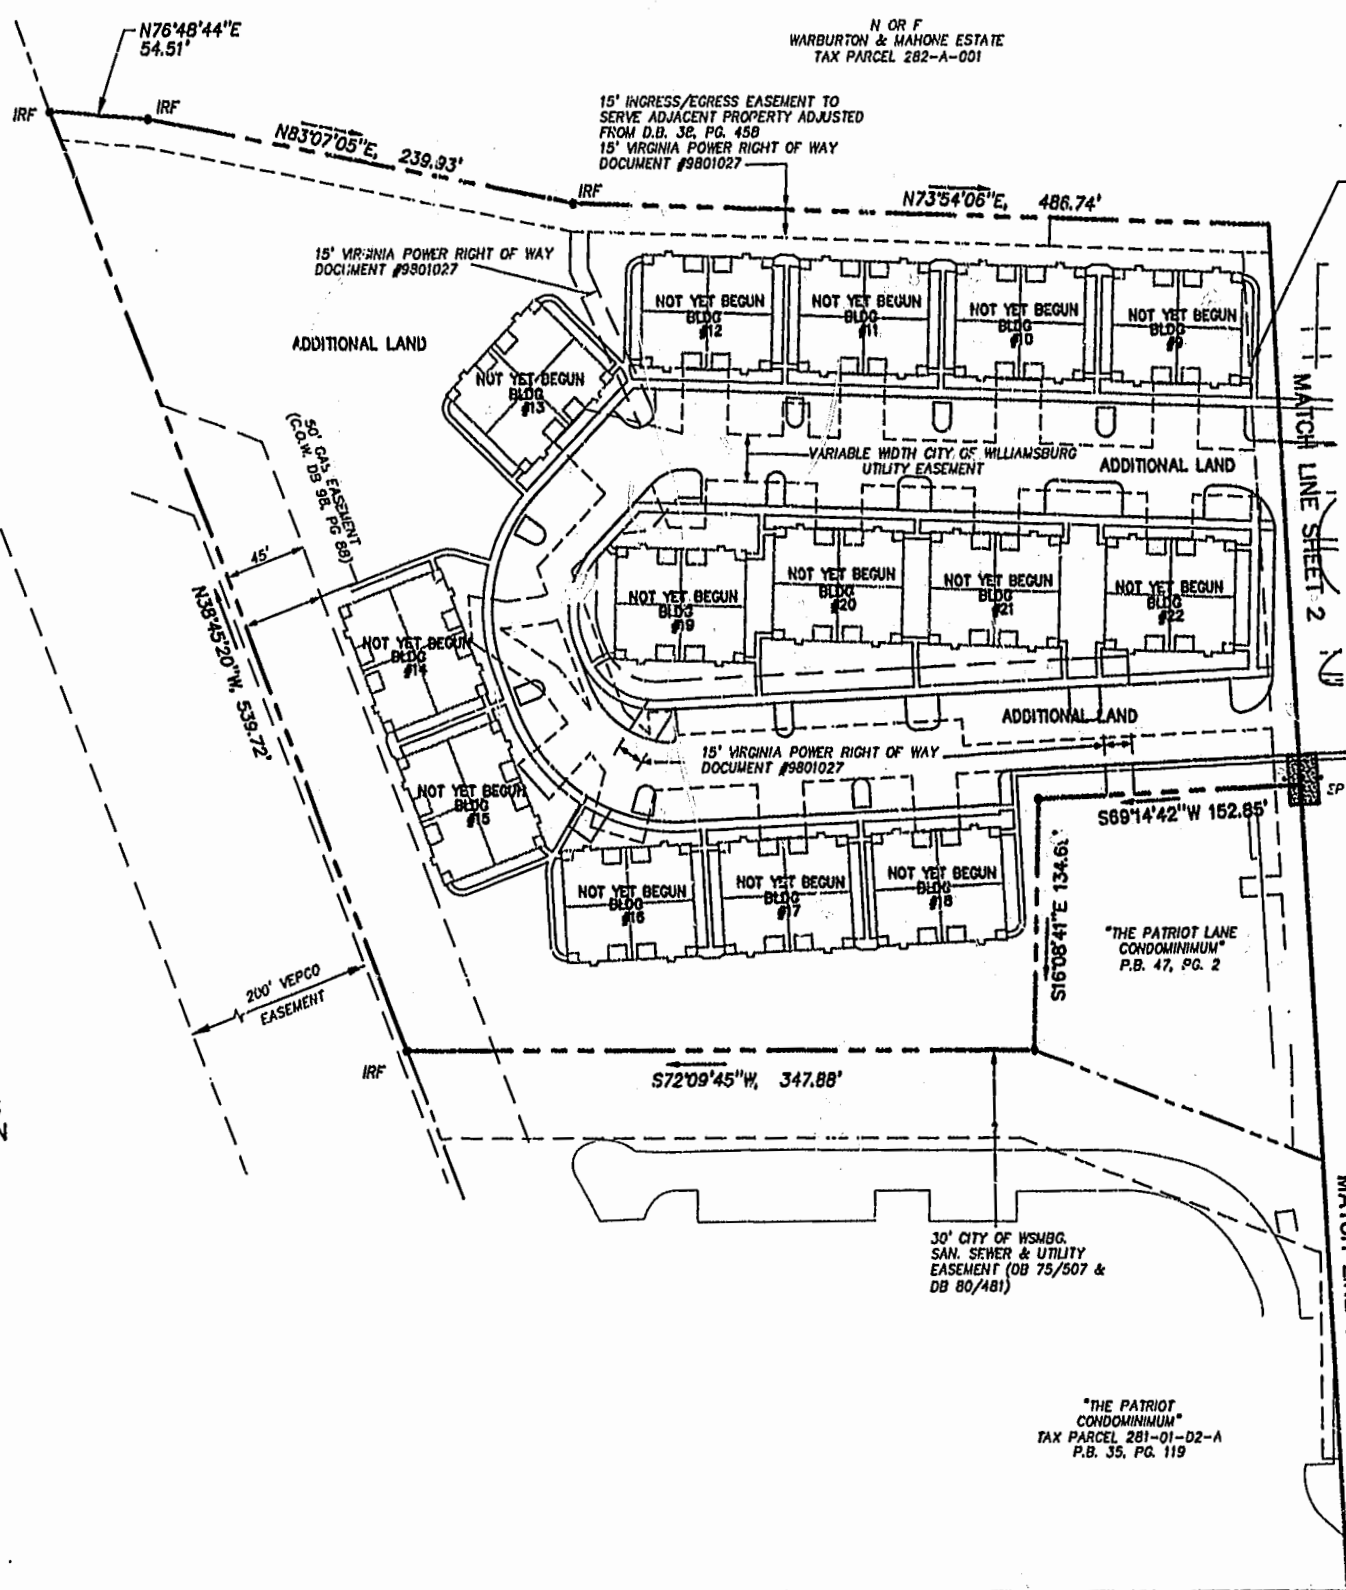 N76°48'44"E
54.51'
N OR F
WARBURTON & MAHONE ESTATE
TAX PARCEL 282-A-001
IRF
IRF
15' INGRESS/EGRESS EASEMENT TO
SERVE ADJACENT PROPERTY ADJUSTED
FROM D.B. 38, PG. 458
15' VIRGINIA POWER RIGHT OF WAY
DOCUMENT #9801027
N83°07'05"E, 239.93'
IRF
N73°54'06"E, 486.74'
15' VIRGINIA POWER RIGHT OF WAY
DOCUMENT #9801027
NOT YET BEGUN
BLDG
#12
NOT YET BEGUN
BLDG
#11
NOT YET BEGUN
BLDG
#10
NOT YET BEGUN
BLDG
#9
ADDITIONAL LAND
NOT YET BEGUN
BLDG
#13
MATCH LINE SHEET 2
50' GAS EASEMENT
(C.O.W. DB 98, PG 88)
VARIABLE WIDTH CITY OF WILLIAMSBURG
UTILITY EASEMENT
ADDITIONAL LAND
45'
N38°45'20"W, 539.72'
NOT YET BEGUN
BLDG
#19
NOT YET BEGUN
BLDG
#20
NOT YET BEGUN
BLDG
#21
NOT YET BEGUN
BLDG
#22
NOT YET BEGUN
BLDG
#14
ADDITIONAL LAND
15' VIRGINIA POWER RIGHT OF WAY
DOCUMENT #9801027
NOT YET BEGUN
BLDG
#15
EP
S69°14'42"W 152.85'
S16°08'41"E
NOT YET BEGUN
BLDG
#16
NOT YET BEGUN
BLDG
#17
NOT YET BEGUN
BLDG
#18
"THE PATRIOT LANE
CONDOMINIMUM"
P.B. 47, PG. 2
200' VEPCO
EASEMENT
IRF
S72°09'45"W, 347.88'
N
30' CITY OF WSMBG.
SAN. SEWER & UTILITY
EASEMENT (DB 75/507 &
DB 80/481)
"THE PATRIOT
CONDOMINIMUM"
TAX PARCEL 281-01-D2-A
P.B. 35, PG. 119